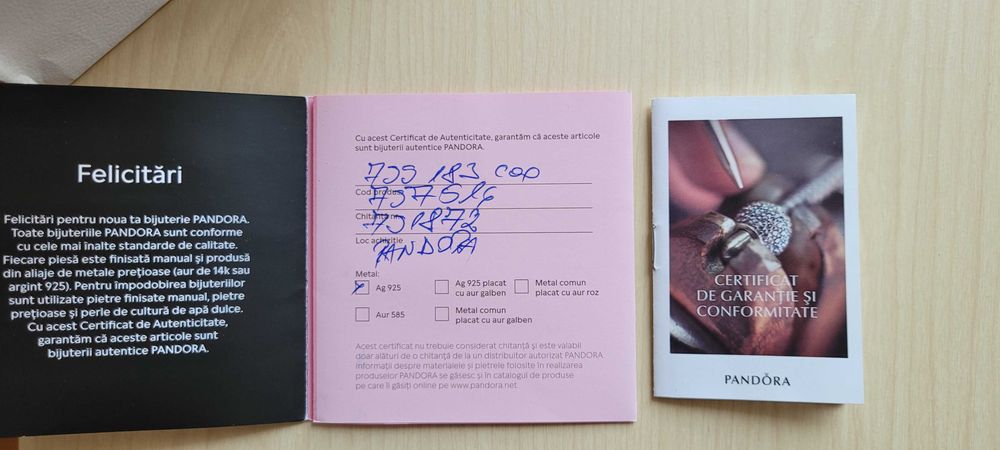 Felicitări
Felicitări pentru noua ta bijuterie PANDORA.
Toate bijuteriile PANDORA sunt conforme
cu cele mai înalte standarde de calitate.
Fiecare piesă este finisată manual și produsă
din aliaje de metale prețioase (aur de 14k sau
argint 925). Pentru împodobirea bijuteriilor
sunt utilizate pietre finisate manual, pietre
prețioase și perle de cultură de apă dulce.
Cu acest Certificat de Autenticitate,
garantăm că aceste articole sunt
bijuterii autentice PANDORA.
Cu acest Certificat de Autenticitate, garantăm că aceste articole
sunt bijuterii autentice PANDORA.
Cod produs
Chitanță nr.
791872
Loc achiziție
PANDORA
Metal:
Ag 925
Ag 925 placat
cu aur galben
Metal comun
placat cu aur roz
Aur 585
Metal comun
placat cu aur galben
Acest certificat nu trebuie considerat chitanță și este valabil
doar alături de o chitanță de la un distribuitor autorizat PANDORA
Informații despre materialele și pietrele folosite în realizarea
produselor PANDORA se găsesc și în catalogul de produse
pe care îl găsiți online pe www.pandora.net
CERTIFICAT
DE GARANȚIE ȘI
CONFORMITATE
PANDORA